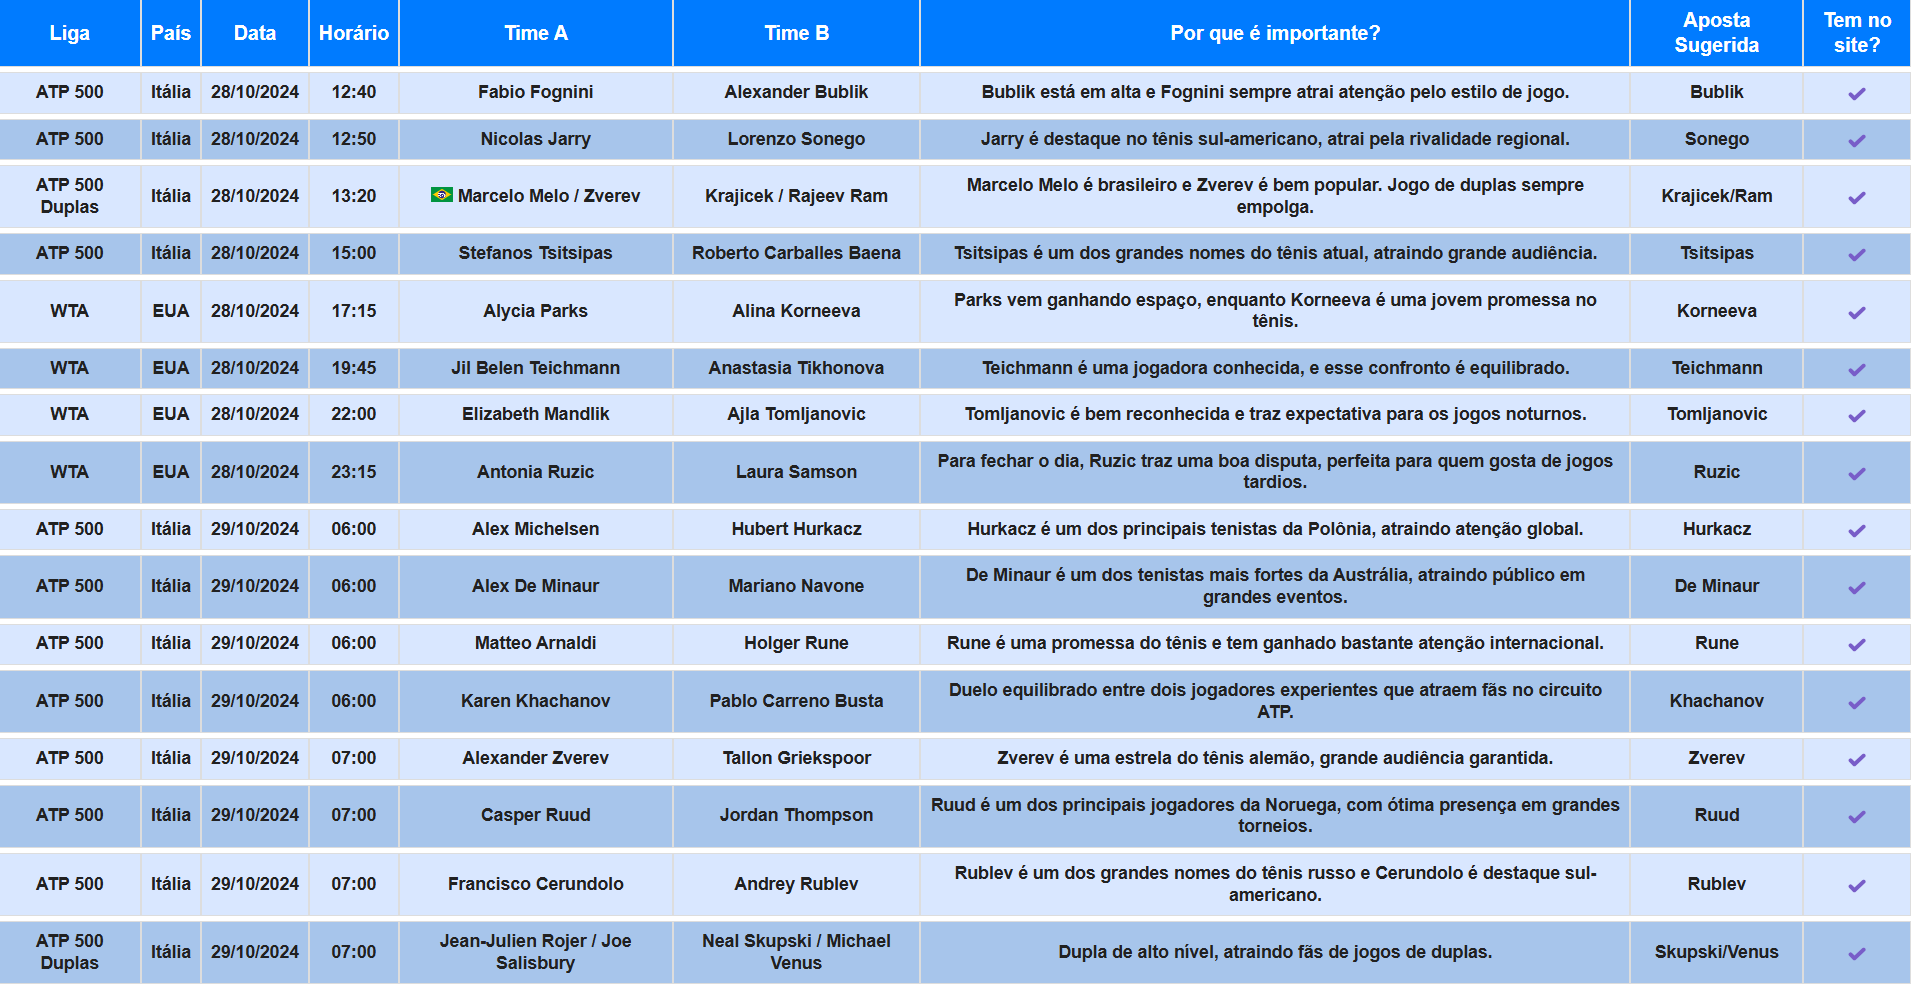 Liga País Data Horário Time A Time B Por que é importante? Aposta Sugerida Tem no site?
ATP 500 Itália 28/10/2024 12:40 Fabio Fognini Alexander Bublik Bublik está em alta e Fognini sempre atrai atenção pelo estilo de jogo. Bublik
ATP 500 Itália 28/10/2024 12:50 Nicolas Jarry Lorenzo Sonego Jarry é destaque no tênis sul-americano, atrai pela rivalidade regional. Sonego
ATP 500 Duplas Itália 28/10/2024 13:20 Marcelo Melo / Zverev Krajicek / Rajeev Ram Marcelo Melo é brasileiro e Zverev é bem popular. Jogo de duplas sempre empolga. Krajicek/Ram
ATP 500 Itália 28/10/2024 15:00 Stefanos Tsitsipas Roberto Carballes Baena Tsitsipas é um dos grandes nomes do tênis atual, atraindo grande audiência. Tsitsipas
WTA EUA 28/10/2024 17:15 Alycia Parks Alina Korneeva Parks vem ganhando espaço, enquanto Korneeva é uma jovem promessa no tênis. Korneeva
WTA EUA 28/10/2024 19:45 Jil Belen Teichmann Anastasia Tikhonova Teichmann é uma jogadora conhecida, e esse confronto é equilibrado. Teichmann
WTA EUA 28/10/2024 22:00 Elizabeth Mandlik Ajla Tomljanovic Tomljanovic é bem reconhecida e traz expectativa para os jogos noturnos. Tomljanovic
WTA EUA 28/10/2024 23:15 Antonia Ruzic Laura Samson Para fechar o dia, Ruzic traz uma boa disputa, perfeita para quem gosta de jogos tardios. Ruzic
ATP 500 Itália 29/10/2024 06:00 Alex Michelsen Hubert Hurkacz Hurkacz é um dos principais tenistas da Polônia, atraindo atenção global. Hurkacz
ATP 500 Itália 29/10/2024 06:00 Alex De Minaur Mariano Navone De Minaur é um dos tenistas mais fortes da Austrália, atraindo público em grandes eventos. De Minaur
ATP 500 Itália 29/10/2024 06:00 Matteo Arnaldi Holger Rune Rune é uma promessa do tênis e tem ganhado bastante atenção internacional. Rune
ATP 500 Itália 29/10/2024 06:00 Karen Khachanov Pablo Carreno Busta Duelo equilibrado entre dois jogadores experientes que atraem fãs no circuito ATP. Khachanov
ATP 500 Itália 29/10/2024 07:00 Alexander Zverev Tallon Griekspoor Zverev é uma estrela do tênis alemão, grande audiência garantida. Zverev
ATP 500 Itália 29/10/2024 07:00 Casper Ruud Jordan Thompson Ruud é um dos principais jogadores da Noruega, com ótima presença em grandes torneios. Ruud
ATP 500 Itália 29/10/2024 07:00 Francisco Cerundolo Andrey Rublev Rublev é um dos grandes nomes do tênis russo e Cerundolo é destaque sul-americano. Rublev
ATP 500 Duplas Itália 29/10/2024 07:00 Jean-Julien Rojer / Joe Salisbury Neal Skupski / Michael Venus Dupla de alto nível, atraindo fãs de jogos de duplas. Skupski/Venus